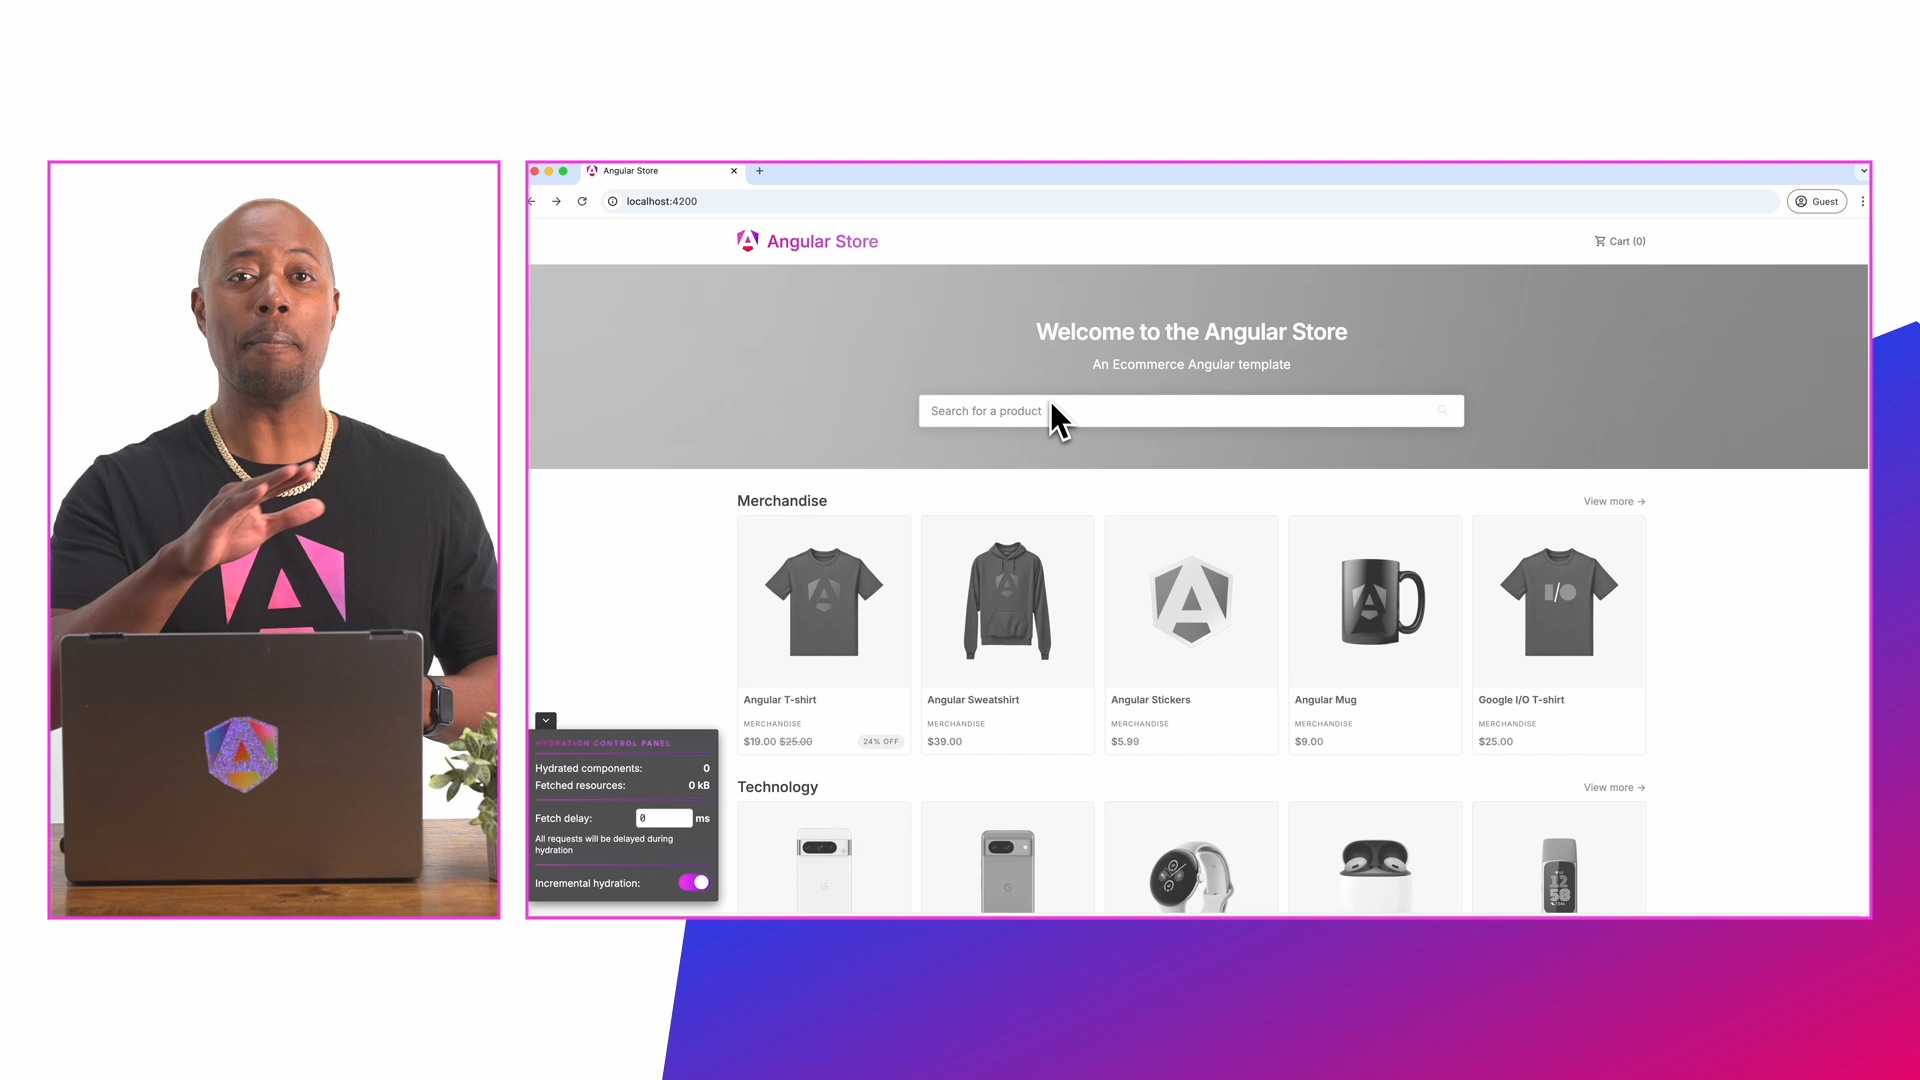 Angular Store
localhost:4200
Guest
Angular Store
Cart (0)
Welcome to the Angular Store
An Ecommerce Angular template
Search for a product
Merchandise
View more →
I/O
Angular T-shirt
Angular Sweatshirt
Angular Stickers
Angular Mug
Google I/O T-shirt
MERCHANDISE
MERCHANDISE
MERCHANDISE
MERCHANDISE
MERCHANDISE
$19.00 $25.00
24% OFF
$39.00
$5.99
$9.00
$25.00
Technology
View more →
12
58
HYDRATION CONTROL PANEL
Hydrated components: 0
Fetched resources: 0 kB
Fetch delay: 0 ms
All requests will be delayed during
hydration
Incremental hydration: